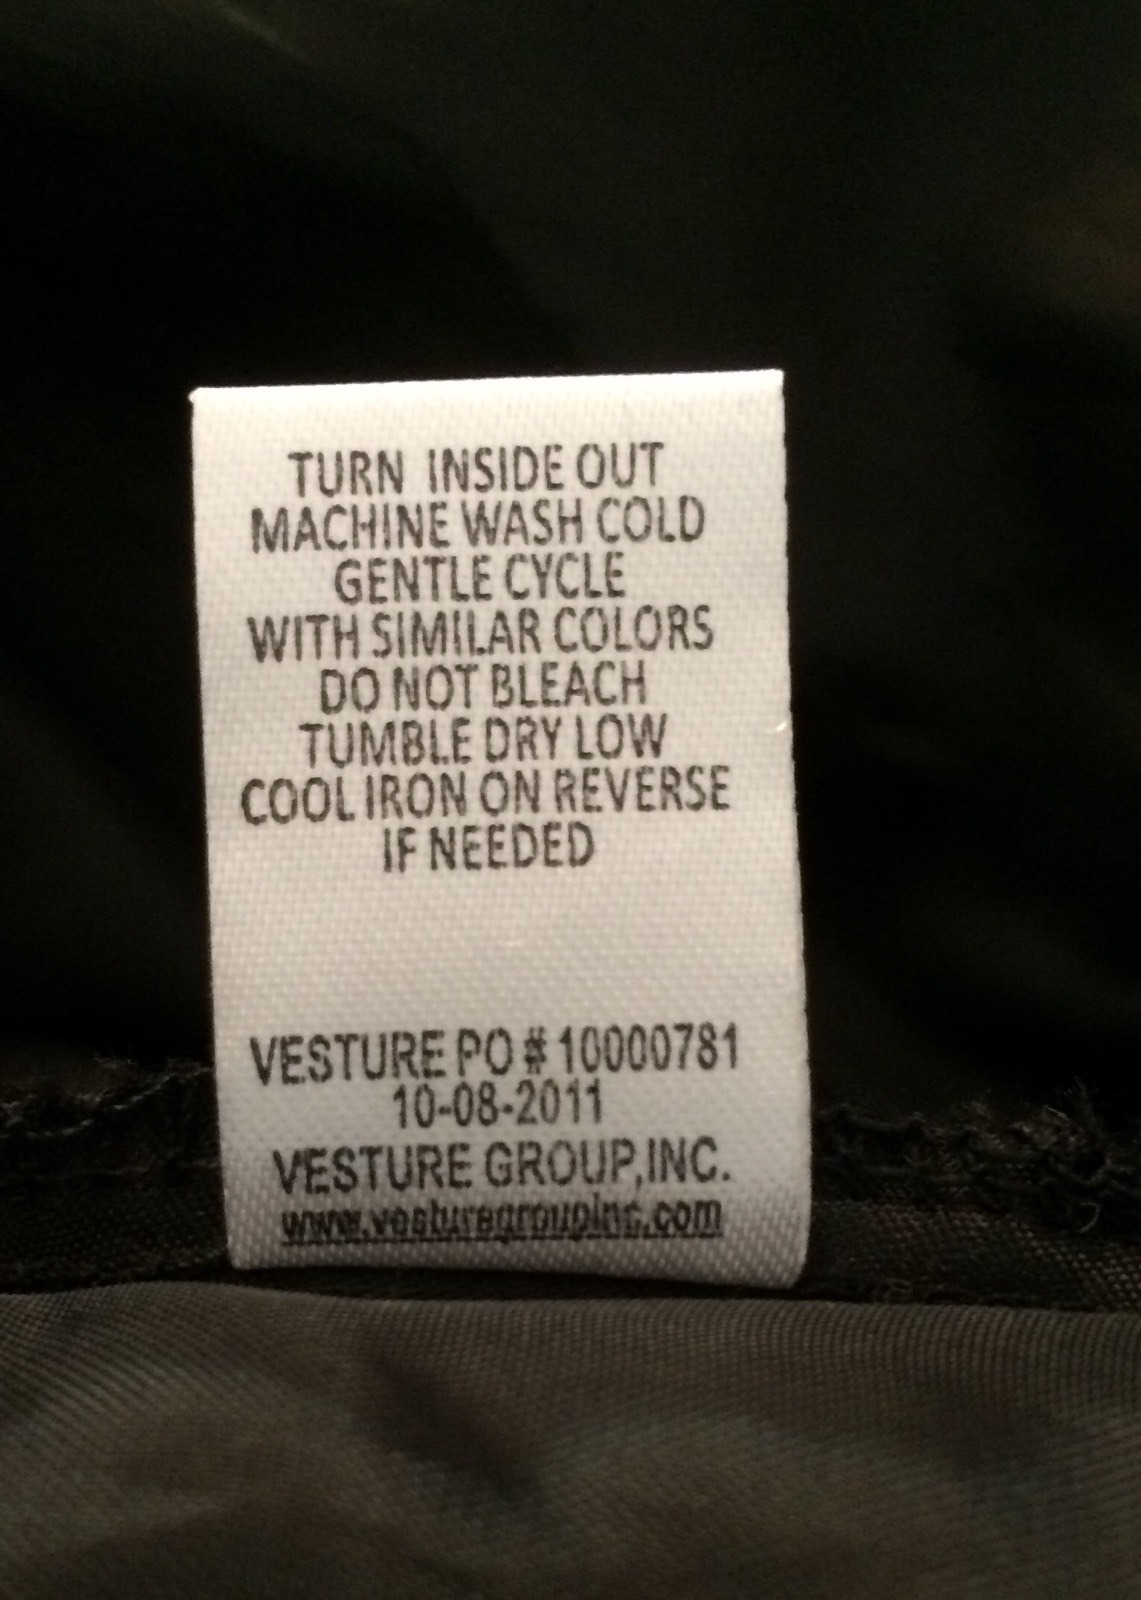 TURN INSIDE OUT
MACHINE WASH COLD
GENTLE CYCLE
WITH SIMILAR COLORS
DO NOT BLEACH
TUMBLE DRY LOW
COOL IRON ON REVERSE
IF NEEDED
VESTURE PO # 10000781
10-08-2011
VESTURE GROUP,INC.
www.vesturegroupinc.com